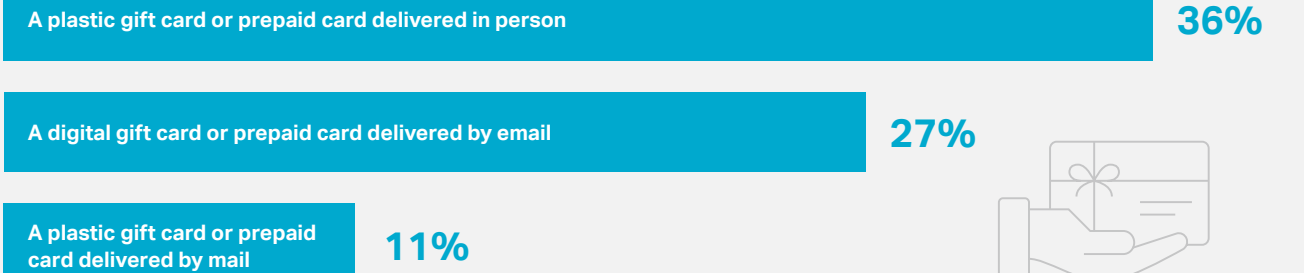 A plastic gift card or prepaid card delivered in person
36%
A digital gift card or prepaid card delivered by email
27%
A plastic gift card or prepaid
card delivered by mail
11%